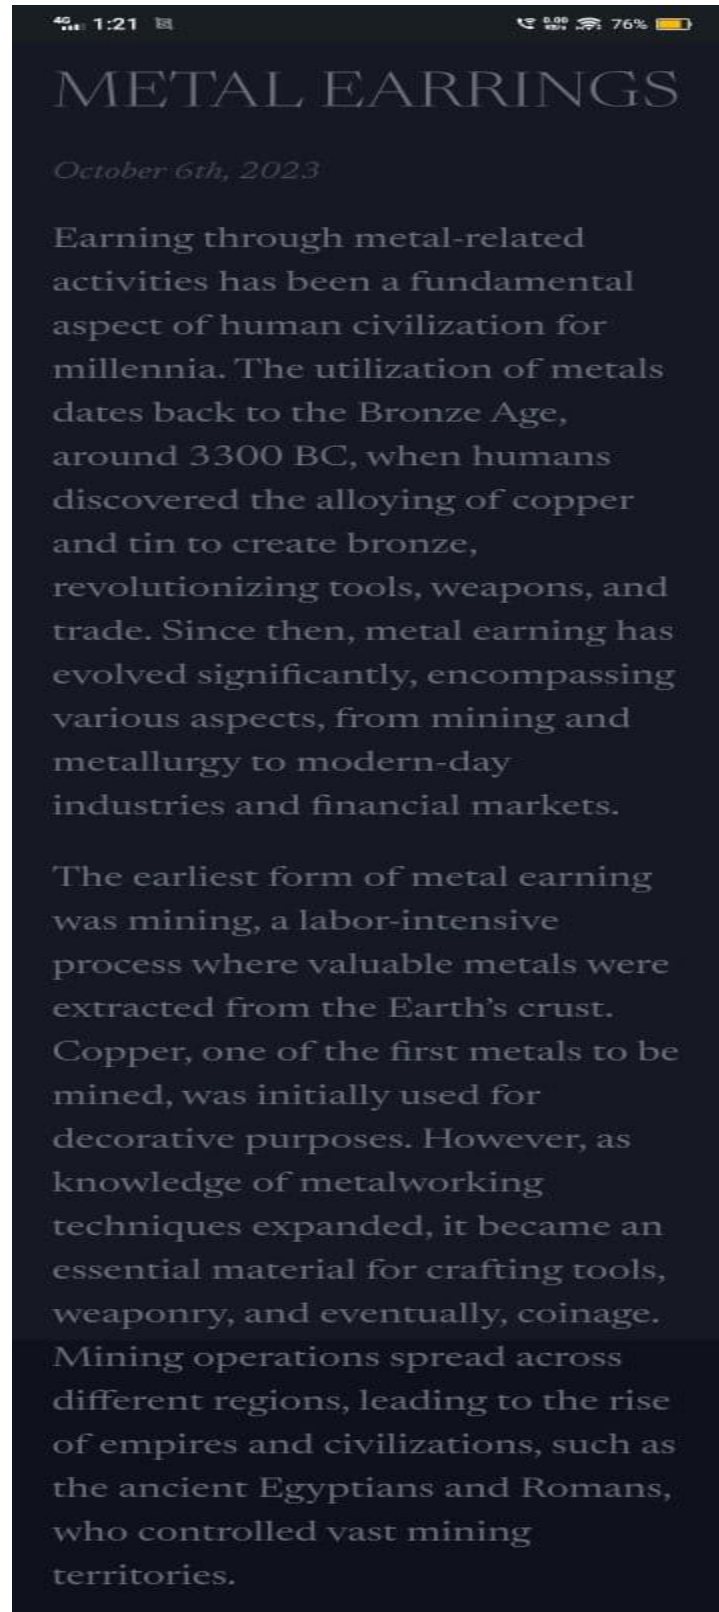 4G 1:21 0.00 KB/s 76%
METAL EARRINGS
October 6th, 2023
Earning through metal-related
activities has been a fundamental
aspect of human civilization for
millennia. The utilization of metals
dates back to the Bronze Age,
around 3300 BC, when humans
discovered the alloying of copper
and tin to create bronze,
revolutionizing tools, weapons, and
trade. Since then, metal earning has
evolved significantly, encompassing
various aspects, from mining and
metallurgy to modern-day
industries and financial markets.
The earliest form of metal earning
was mining, a labor-intensive
process where valuable metals were
extracted from the Earth’s crust.
Copper, one of the first metals to be
mined, was initially used for
decorative purposes. However, as
knowledge of metalworking
techniques expanded, it became an
essential material for crafting tools,
weaponry, and eventually, coinage.
Mining operations spread across
different regions, leading to the rise
of empires and civilizations, such as
the ancient Egyptians and Romans,
who controlled vast mining
territories.